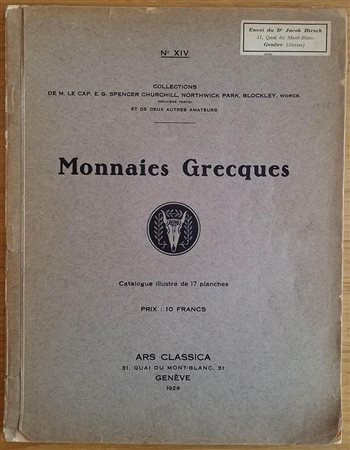 No XIV
Envoi du Dr Jacob Hirsch
31, Quai du Mont-Blanc
Genève (Suisse)
COLLECTIONS
DE M. LE CAP. E. G. SPENCER CHURCHILL, NORTHWICK PARK, BLOCKLEY, WORCS.
(DEUXIÈME PARTIE)
ET DE DEUX AUTRES AMATEURS
Monnaies Grecques
Catalogue illustré de 17 planches
PRIX : 10 FRANCS
ARS CLASSICA
31, QUAI DU MONT-BLANC, 31
GENÈVE
1929